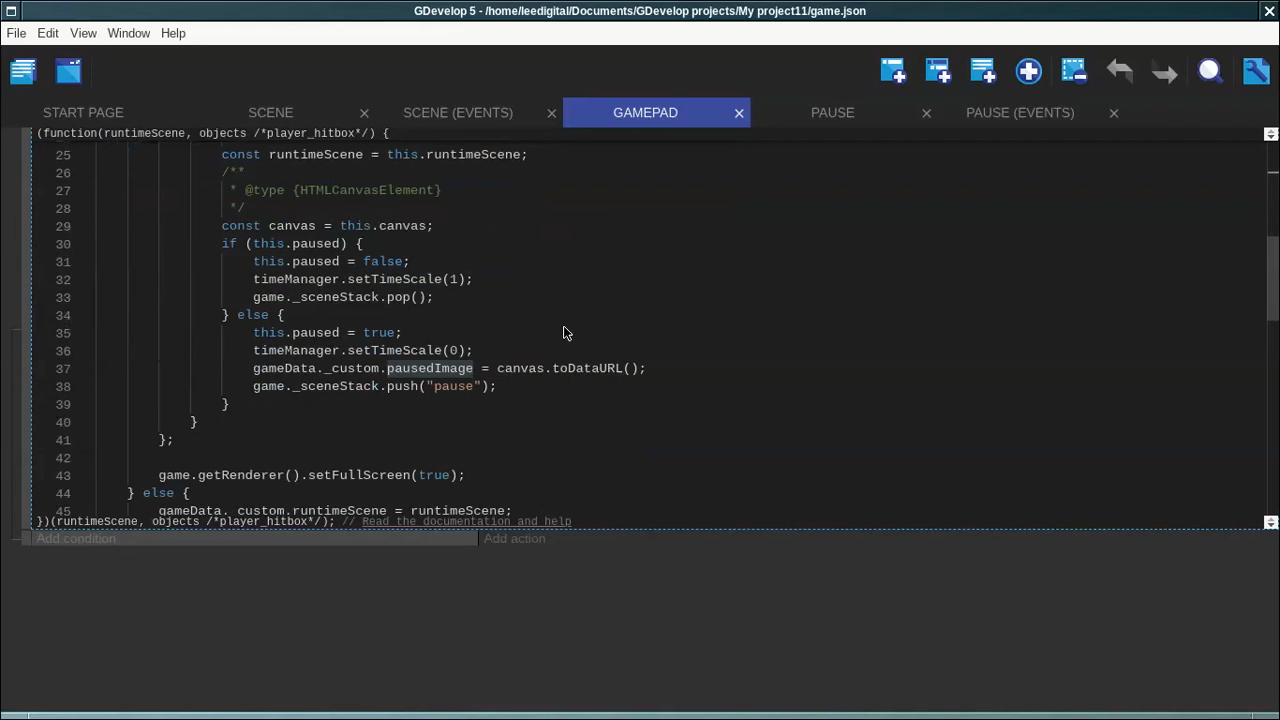 GDevelop 5 - /home/leedigital/Documents/GDevelop projects/My project11/game.json
File Edit View Window Help
START PAGE SCENE SCENE (EVENTS) GAMEPAD PAUSE PAUSE (EVENTS)
(function(runtimeScene, objects /*player_hitbox*/) {
25 const runtimeScene = this.runtimeScene;
26 /**
27 * @type {HTMLCanvasElement}
28 */
29 const canvas = this.canvas;
30 if (this.paused) {
31 this.paused = false;
32 timeManager.setTimeScale(1);
33 game._sceneStack.pop();
34 } else {
35 this.paused = true;
36 timeManager.setTimeScale(0);
37 gameData._custom.pausedImage = canvas.toDataURL();
38 game._sceneStack.push("pause");
39 }
40 }
41 };
42
43 game.getRenderer().setFullScreen(true);
44 } else {
45 gameData._custom.runtimeScene = runtimeScene;
})(runtimeScene, objects /*player_hitbox*/); // Read the documentation and help
Add condition Add action